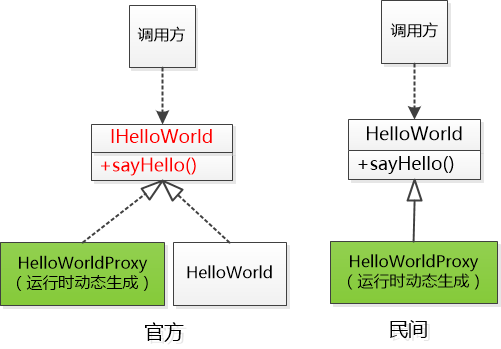 调用方
IHelloWorld
+sayHello()
HelloWorldProxy
（运行时动态生成）
HelloWorld
官方
调用方
HelloWorld
+sayHello()
HelloWorldProxy
（运行时动态生成）
民间